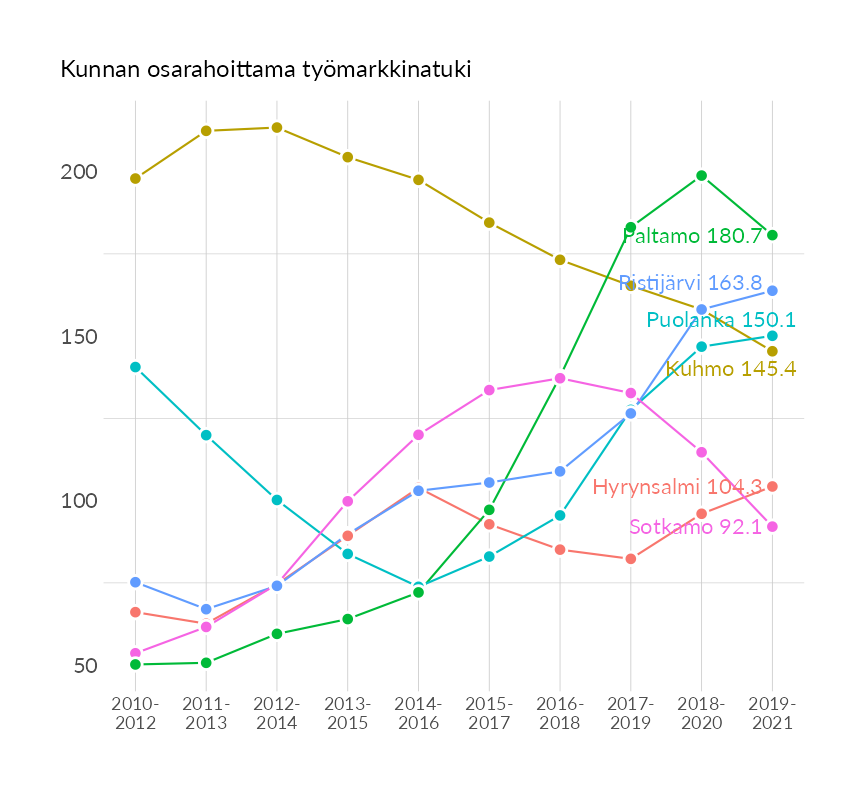 Kunnan osarahoittama työmarkkinatuki
200
150
100
50
Paltamo 180.7
Ristijärvi 163.8
Puolanka 150.1
Kuhmo 145.4
Hyrynsalmi 104.3
Sotkamo 92.1
2010- 2011- 2012- 2013- 2014- 2015- 2016- 2017- 2018- 2019-
2012 2013 2014 2015 2016 2017 2018 2019 2020 2021